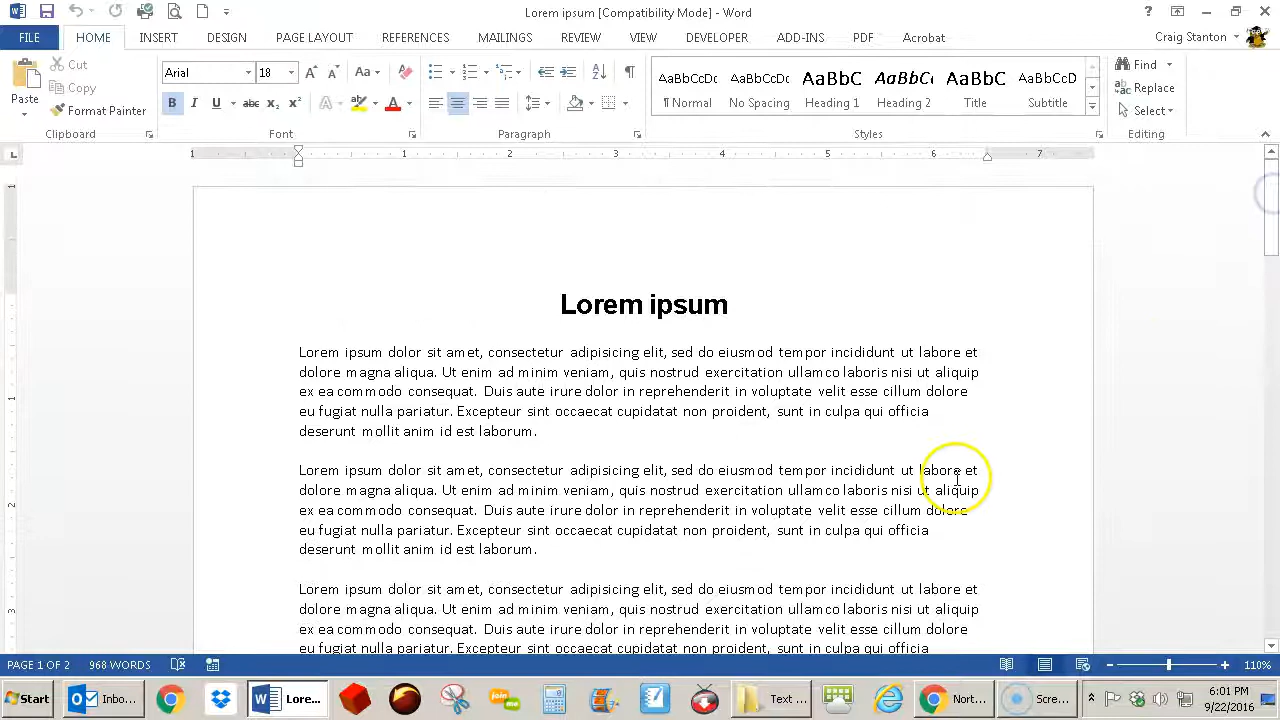 Lorem ipsum [Compatibility Mode] - Wor
Craig Stanton
FILE HOME INSERT DESIGN PAGE LAYOUT REFERENCES MAILINGS REVIEW VIEW DEVELOPER ADD-INS PDF Acrobat
Paste
Cut
Copy
Format Painter
Clipboard
Arial 18
Font
Paragraph
AaBbCcDc AaBbCcDc AaBbC AaBbCc AaBbC AaBbCcD
¶ Normal Spacing Heading 1 Heading 2 Title Subtitle
Styles
Find
Replace
Select
Editing
1 1 2 3 4 5 6 7
Lorem ipsum
Lorem ipsum dolor sit amet, consectetur adipisicing elit, sed do eiusmod tempor incididunt ut labore et
dolore magna aliqua. Ut enim ad minim veniam, quis nostrud exercitation ullamco laboris nisi ut aliquip
ex ea commodo consequat. Duis aute irure dolor in reprehenderit in voluptate velit esse cillum dolore
eu fugiat nulla pariatur. Excepteur sint occaecat cupidatat non proident, sunt in culpa qui officia
deserunt mollit anim id est laborum.
Lorem ipsum dolor sit amet, consectetur adipisicing elit, sed do eiusmod tempor incididunt ut labore et
dolore magna aliqua. Ut enim ad minim veniam, quis nostrud exercitation ullamco laboris nisi ut aliquip
ex ea commodo consequat. Duis aute irure dolor in reprehenderit in voluptate velit esse cillum dolore
eu fugiat nulla pariatur. Excepteur sint occaecat cupidatat non proident, sunt in culpa qui officia
deserunt mollit anim id est laborum.
Lorem ipsum dolor sit amet, consectetur adipisicing elit, sed do eiusmod tempor incididunt ut labore et
dolore magna aliqua. Ut enim ad minim veniam, quis nostrud exercitation ullamco laboris nisi ut aliquip
ex ea commodo consequat. Duis aute irure dolor in reprehenderit in voluptate velit esse cillum dolore
eu fugiat nulla pariatur. Excepteur sint occaecat cupidatat non proident, sunt in culpa qui officia
PAGE 1 OF 2 968 WORDS 110%
Start Inbo... Lore... Text ... Nort... Scre... 6:01 PM
9/22/2016